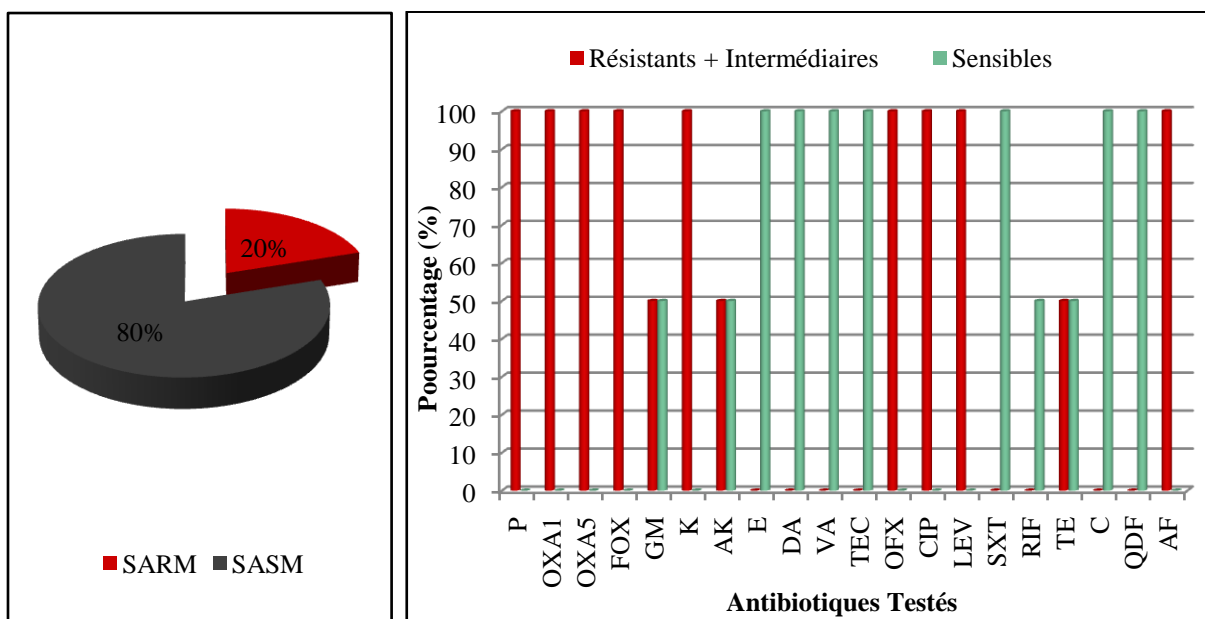 20%
80%
SARM SASM
Résistants + Intermédiaires Sensibles
Poourcentage (%)
100
90
80
70
60
50
40
30
20
10
0
P
OXA1
OXA5
FOX
GM
K
AK
E
DA
VA
TEC
OFX
CIP
LEV
SXT
RIF
TE
C
QDF
AF
Antibiotiques Testés